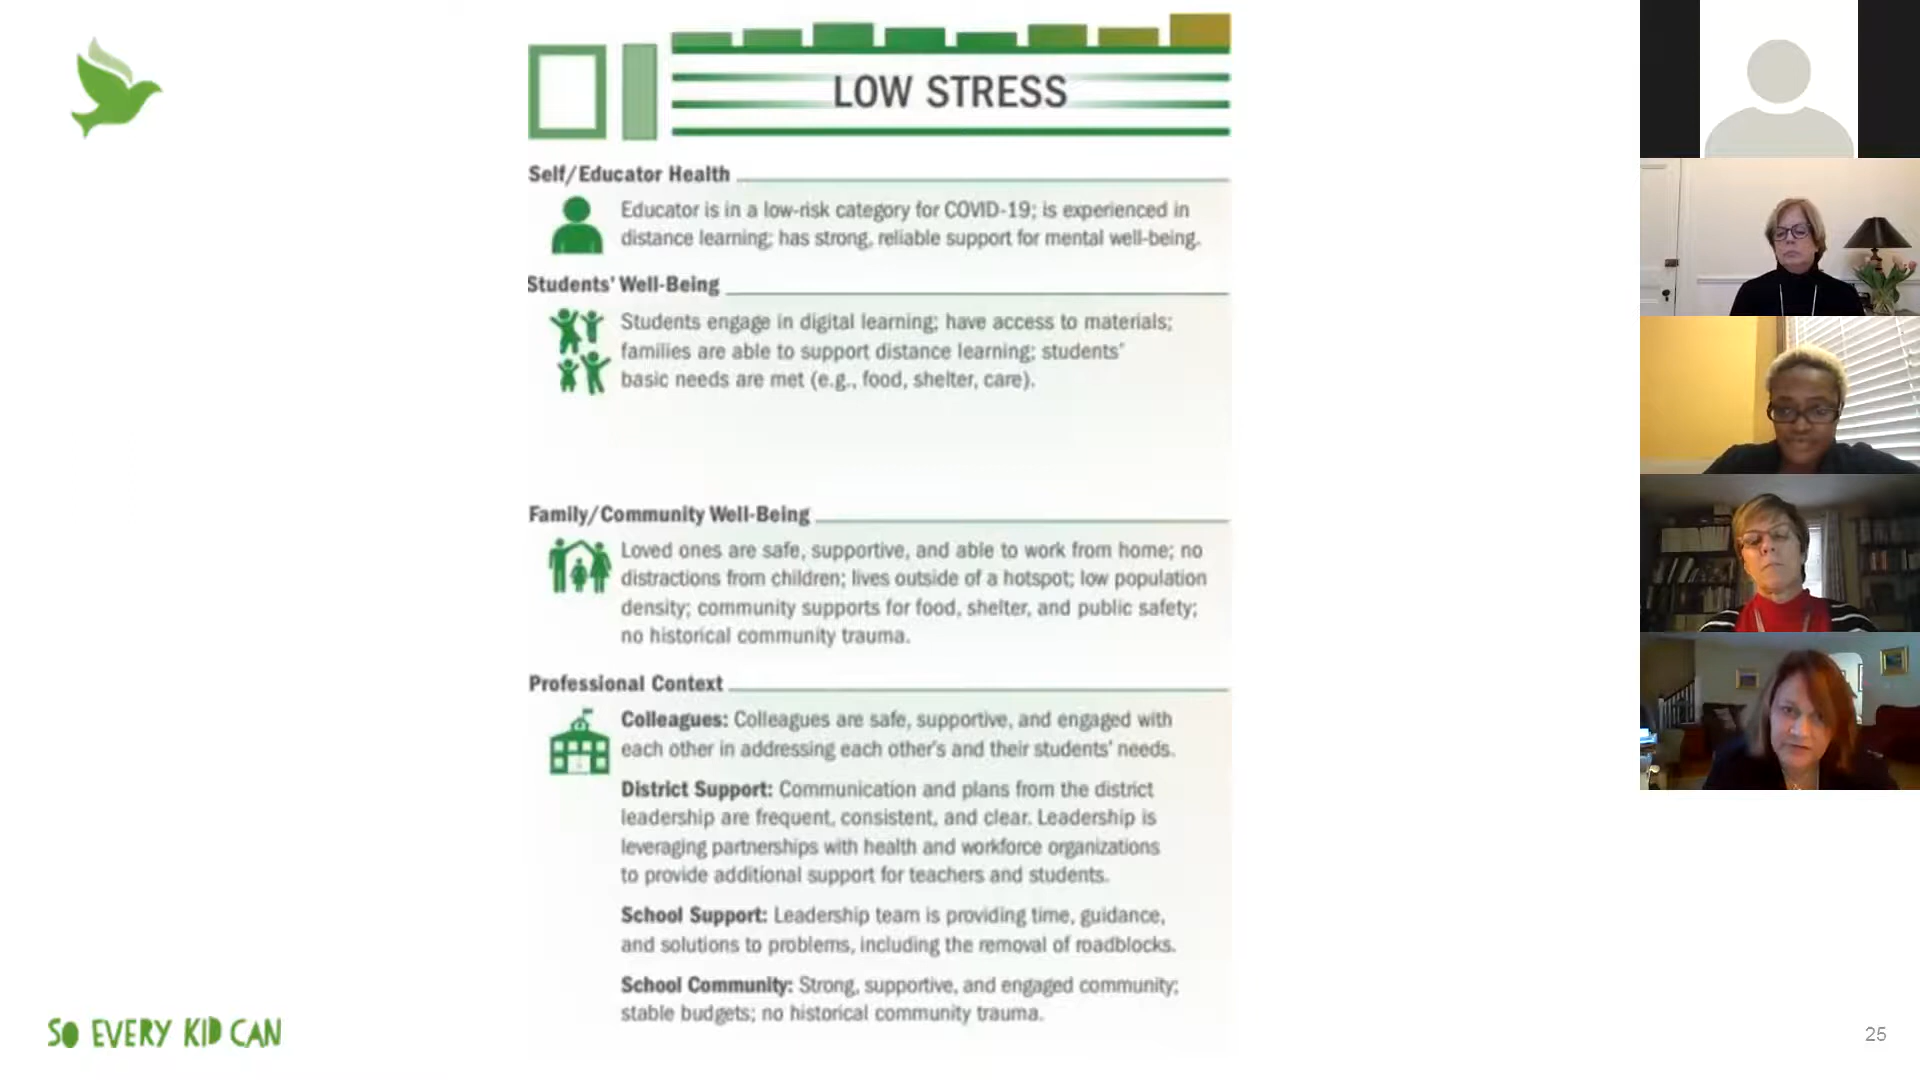 LOW STRESS
Self/Educator Health
Educator is in a low-risk category for COVID-19; is experienced in
distance learning; has strong, reliable support for mental well-being.
Students' Well-Being
Students engage in digital learning; have access to materials;
families are able to support distance learning; students'
basic needs are met (e.g., food, shelter, care).
Family/Community Well-Being
Loved ones are safe, supportive, and able to work from home; no
distractions from children; lives outside of a hotspot; low population
density; community supports for food, shelter, and public safety;
no historical community trauma.
Professional Context
Colleagues: Colleagues are safe, supportive, and engaged with
each other in addressing each other's and their students' needs.
District Support: Communication and plans from the district
leadership are frequent, consistent, and clear. Leadership is
leveraging partnerships with health and workforce organizations
to provide additional support for teachers and students.
School Support: Leadership team is providing time, guidance,
and solutions to problems, including the removal of roadblocks.
School Community: Strong, supportive, and engaged community;
stable budgets; no historical community trauma.
SO EVERY KID CAN
25